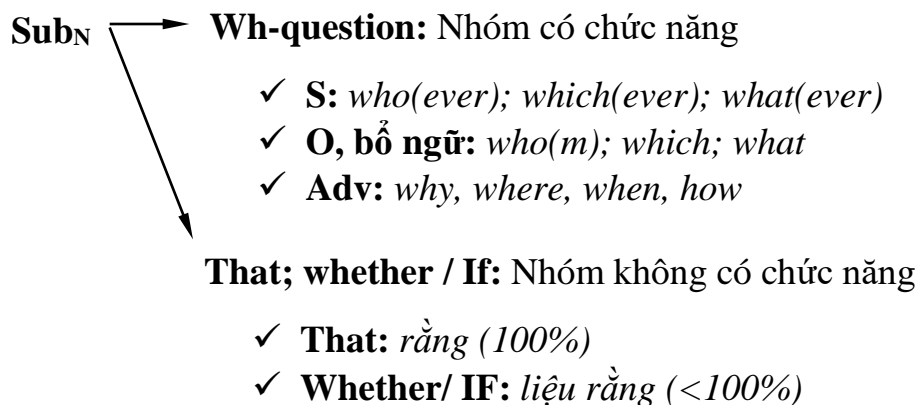 Sub_N Wh-question: Nhóm có chức năng
✓ S: who(ever); which(ever); what(ever)
✓ O, bổ ngữ: who(m); which; what
✓ Adv: why, where, when, how
That; whether / If: Nhóm không có chức năng
✓ That: rằng (100%)
✓ Whether/ IF: liệu rằng (<100%)